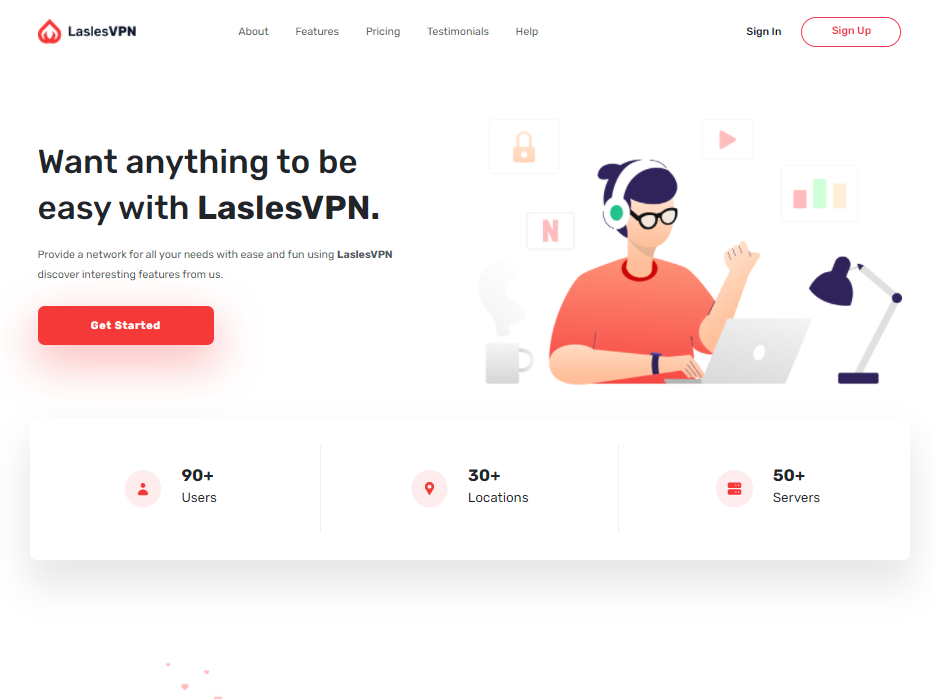 LaslesVPN
About
Features
Pricing
Testimonials
Help
Sign In
Sign Up
Want anything to be
easy with LaslesVPN.
Provide a network for all your needs with ease and fun using LaslesVPN
discover interesting features from us.
N
Get Started
90+
Users
30+
Locations
50+
Servers